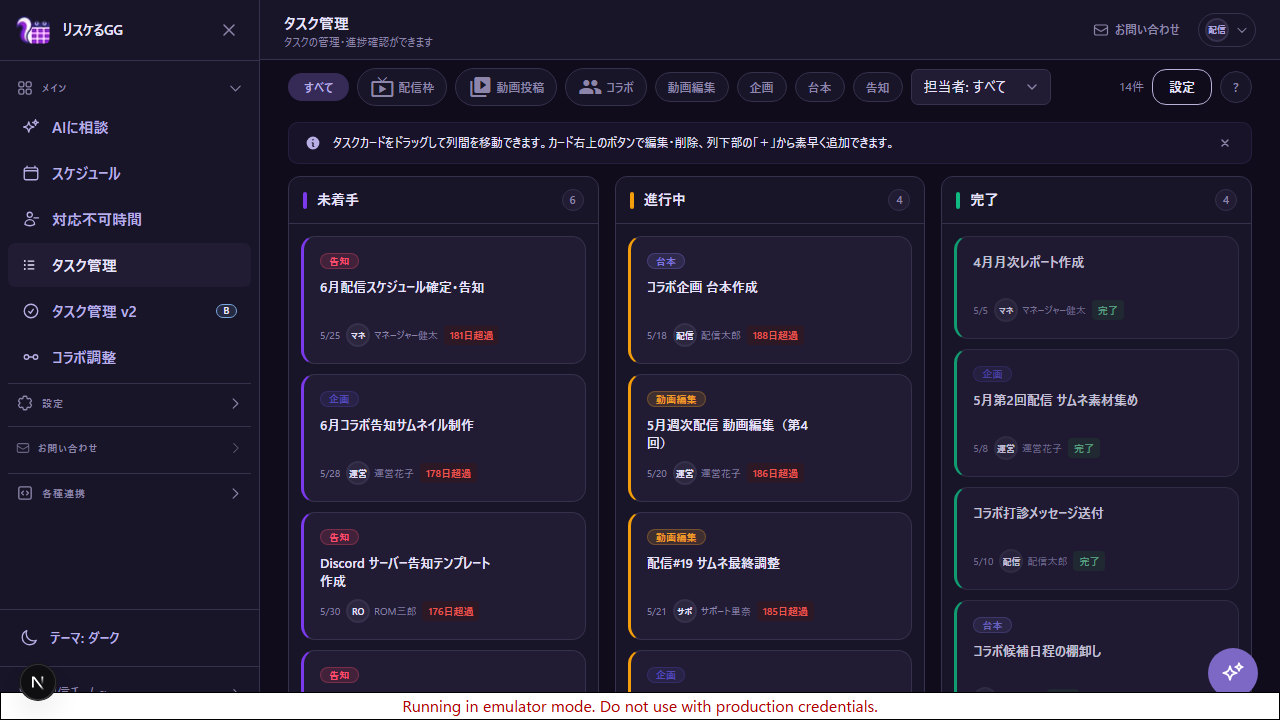 リスケるGG
メイン
AIに相談
スケジュール
対応不可時間
タスク管理
タスク管理 v2
B
コラボ調整
設定
お問い合わせ
各種連携
テーマ: ダーク
N
タスク管理
タスクの管理・進捗確認ができます
お問い合わせ
配信
すべて
配信枠
動画投稿
コラボ
動画編集
企画
台本
告知
担当者: すべて
14件
設定
?
タスクカードをドラッグして列間を移動できます。カード右上のボタンで編集・削除、列下部の「＋」から素早く追加できます。
未着手
6
告知
6月配信スケジュール確定・告知
5/25 マネ マネージャー健太 181日超過
企画
6月コラボ告知サムネイル制作
5/28 運営 運営花子 178日超過
告知
Discord サーバー告知テンプレート
作成
5/30 RO ROM三郎 176日超過
告知
進行中
4
台本
コラボ企画 台本作成
5/18 配信 配信太郎 188日超過
動画編集
5月週次配信 動画編集（第4
回）
5/20 運営 運営花子 186日超過
動画編集
配信#19 サムネ最終調整
5/21 サポ サポート里奈 185日超過
企画
完了
4
4月月次レポート作成
5/5 マネ マネージャー健太 完了
企画
5月第2回配信 サムネ素材集め
5/8 運営 運営花子 完了
コラボ打診メッセージ送付
5/10 配信 配信太郎 完了
台本
コラボ候補日程の棚卸し
Running in emulator mode. Do not use with production credentials.